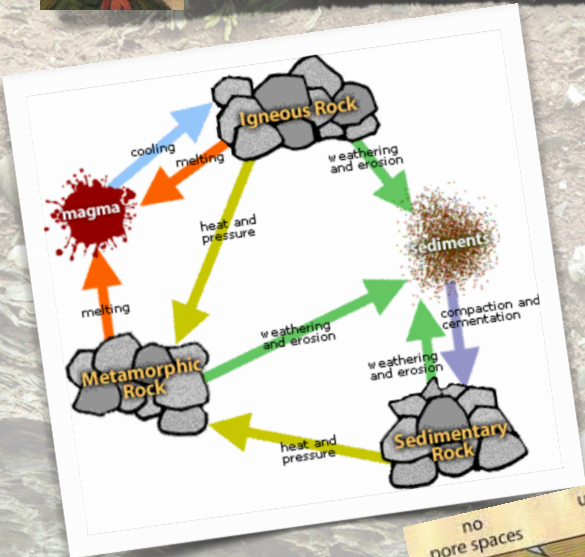 Igneous Rock
cooling
melting
weathering
and erosion
magma
heat and
pressure
sediments
melting
weathering
and erosion
compaction and
cementation
Metamorphic
Rock
weathering
and erosion
heat and
pressure
Sedimentary
Rock
no
pore spaces